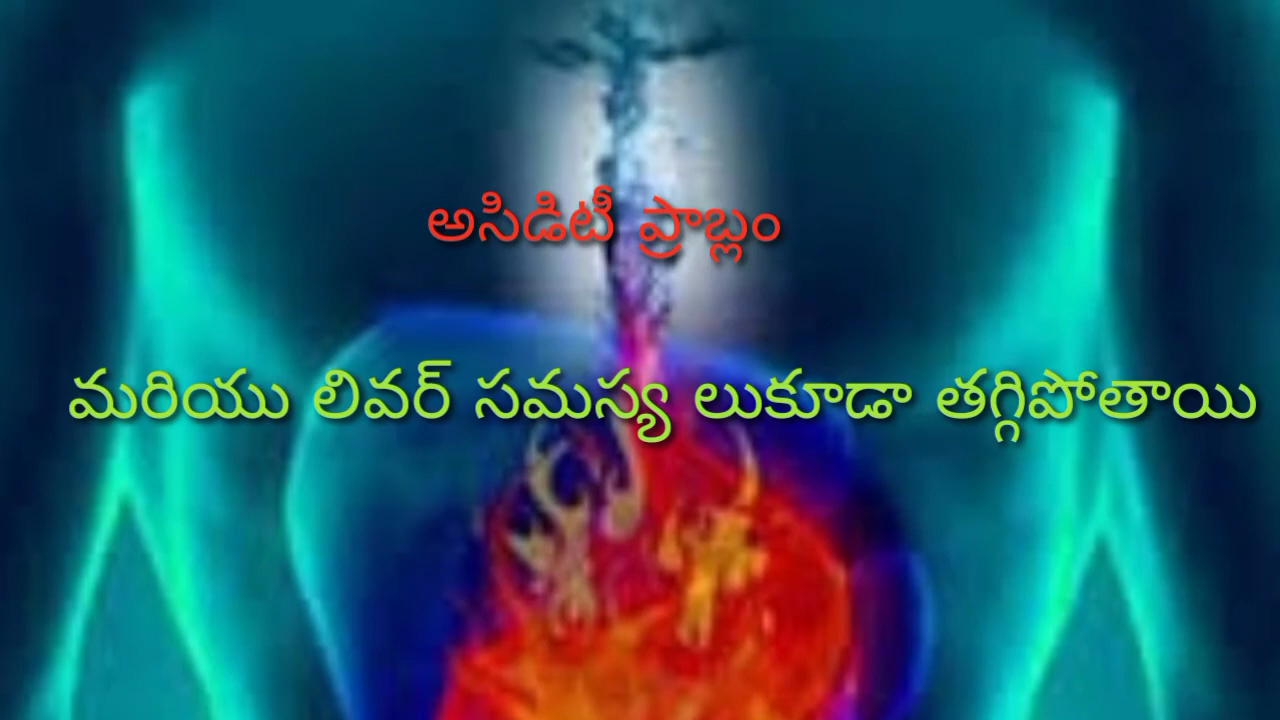 అసిడిటీ ప్రాబ్లం
మరియు లివర్ సమస్య లుకూడా తగ్గిపోతాయి